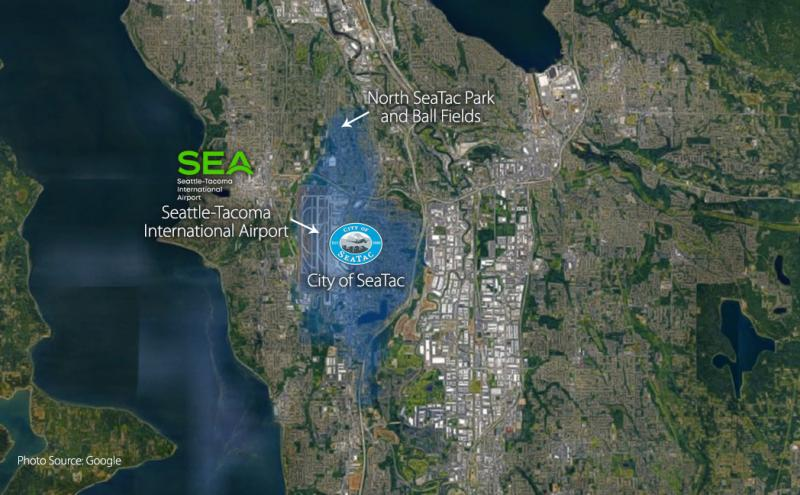 North SeaTac Park
and Ball Fields
SEA
Seattle-Tacoma
International
Airport
Seattle-Tacoma
International Airport
CITY OF
SEATAC
City of SeaTac
Photo Source: Google